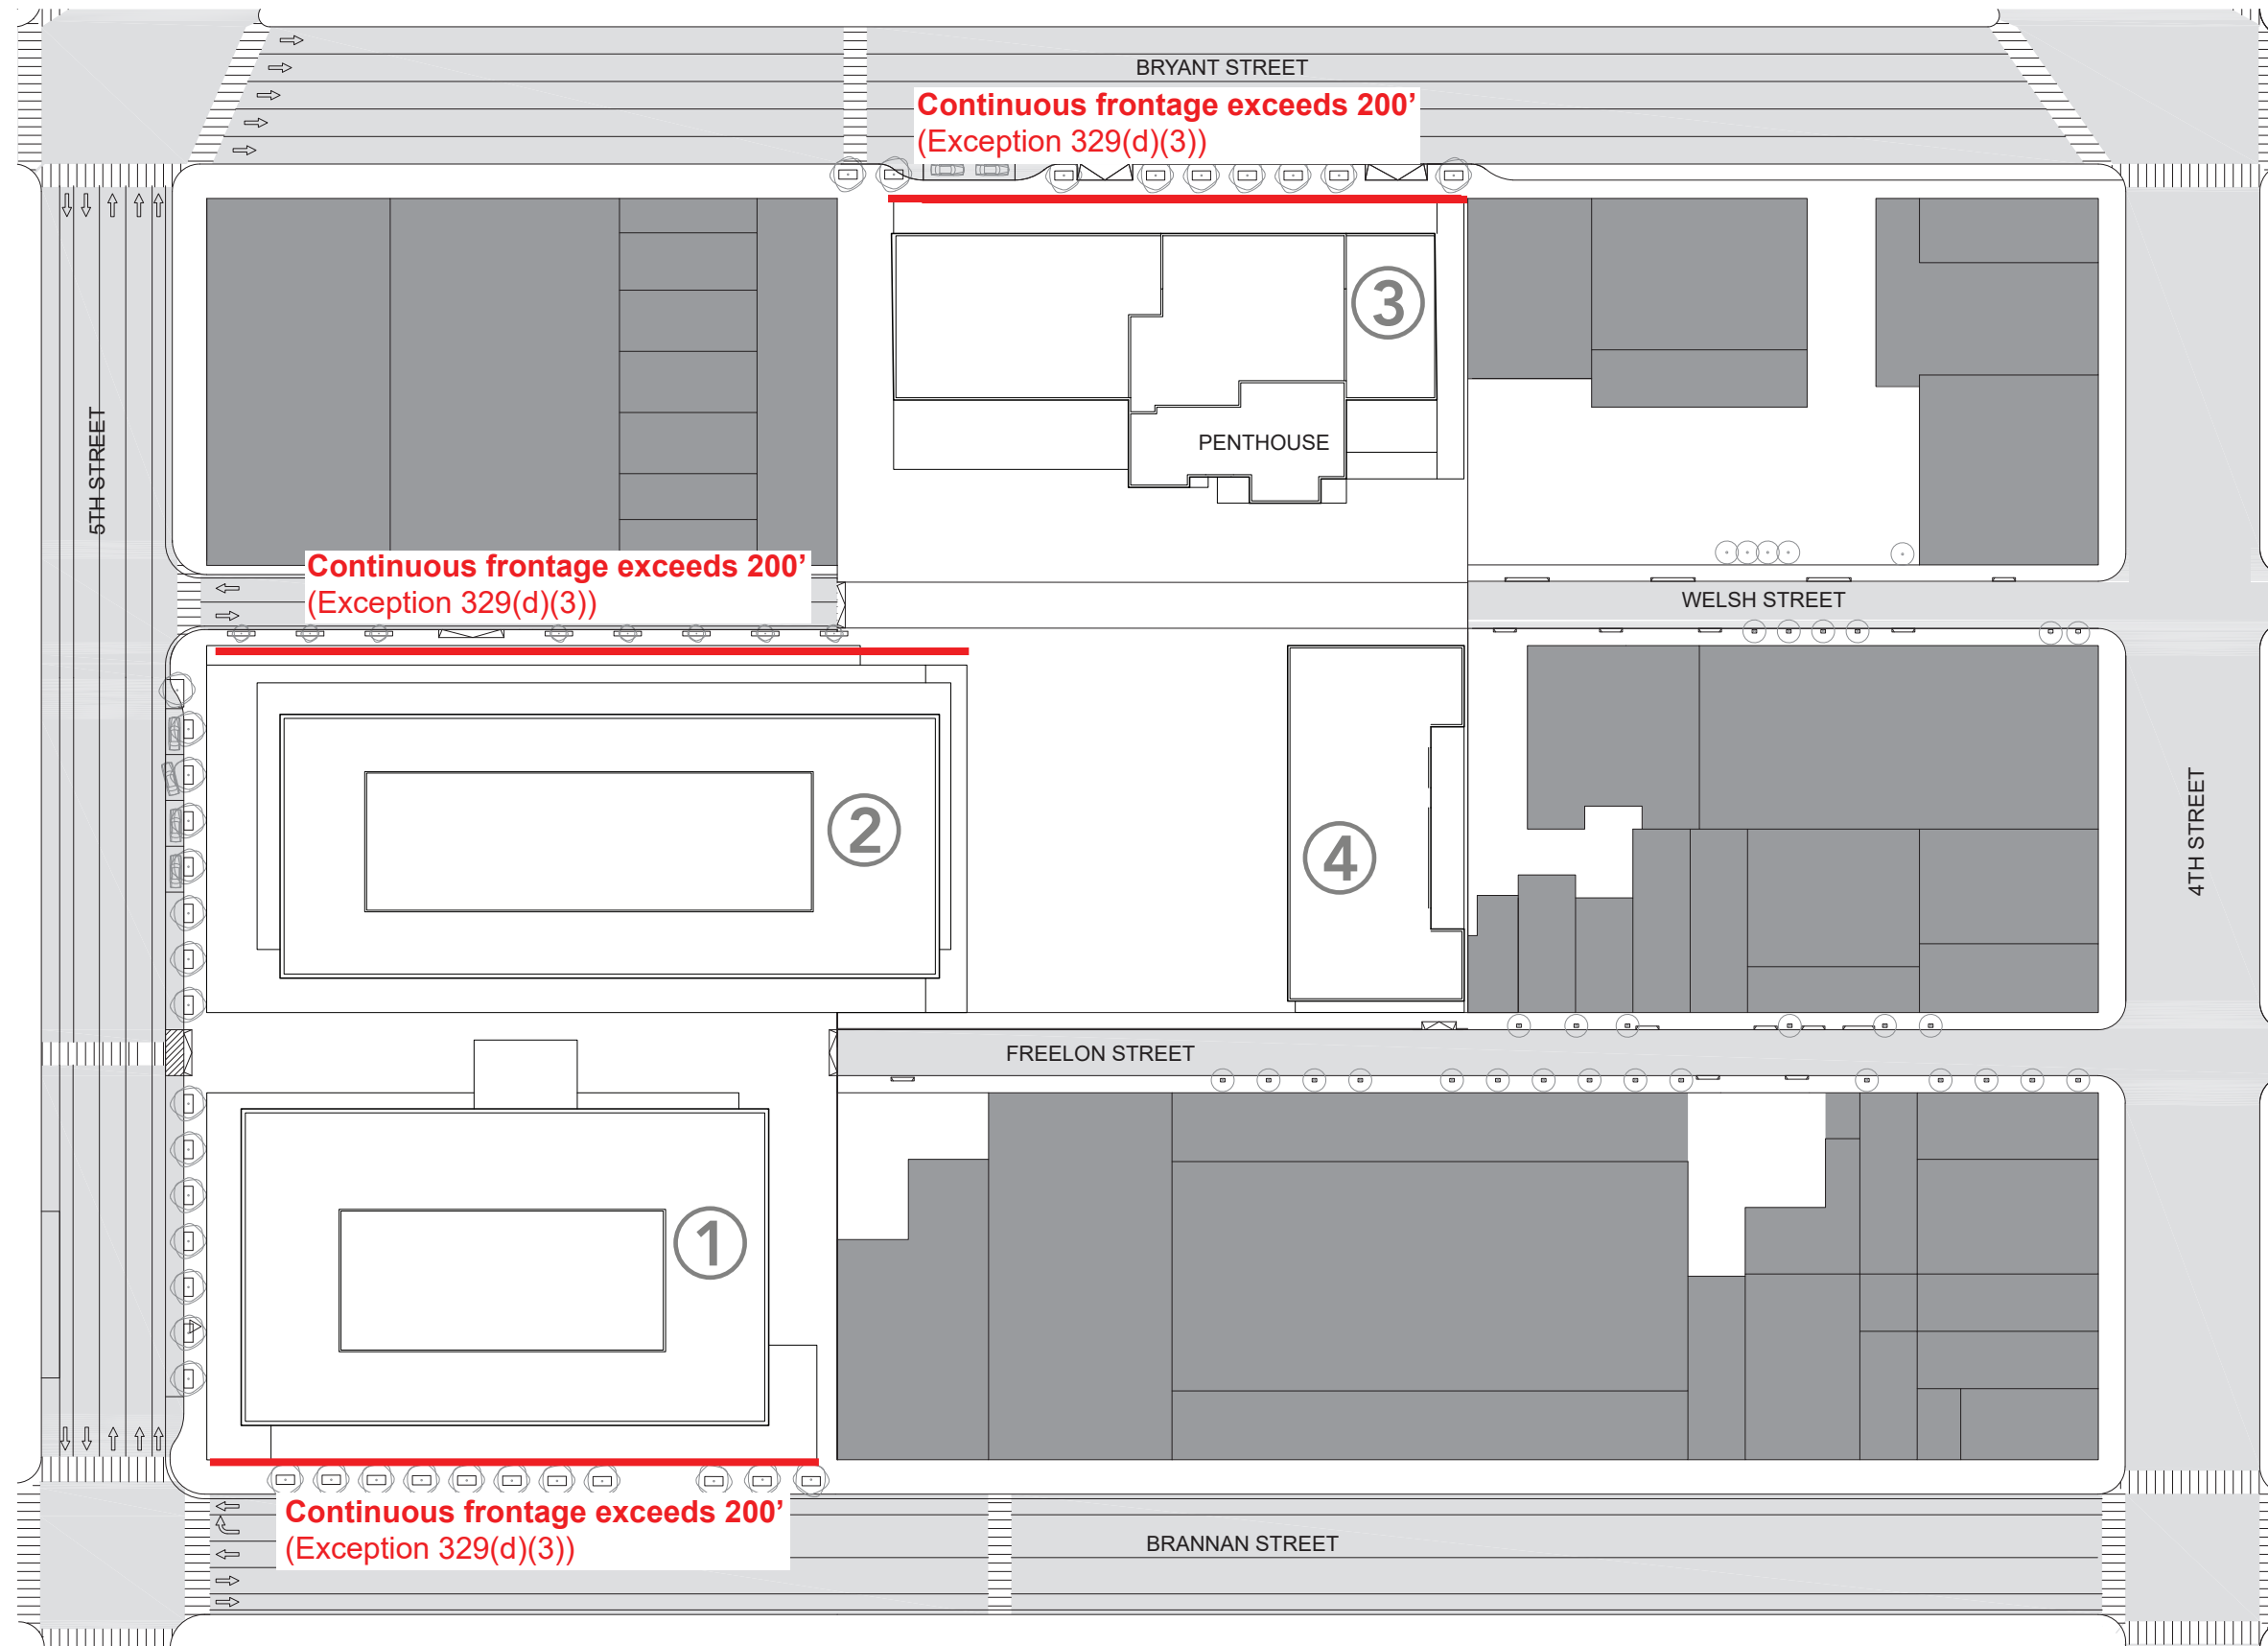 BRYANT STREET
Continuous frontage exceeds 200’
(Exception 329(d)(3))
3
PENTHOUSE
5TH STREET
Continuous frontage exceeds 200’
(Exception 329(d)(3))
WELSH STREET
2
4
4TH STREET
FREELON STREET
1
Continuous frontage exceeds 200’
(Exception 329(d)(3))
BRANNAN STREET